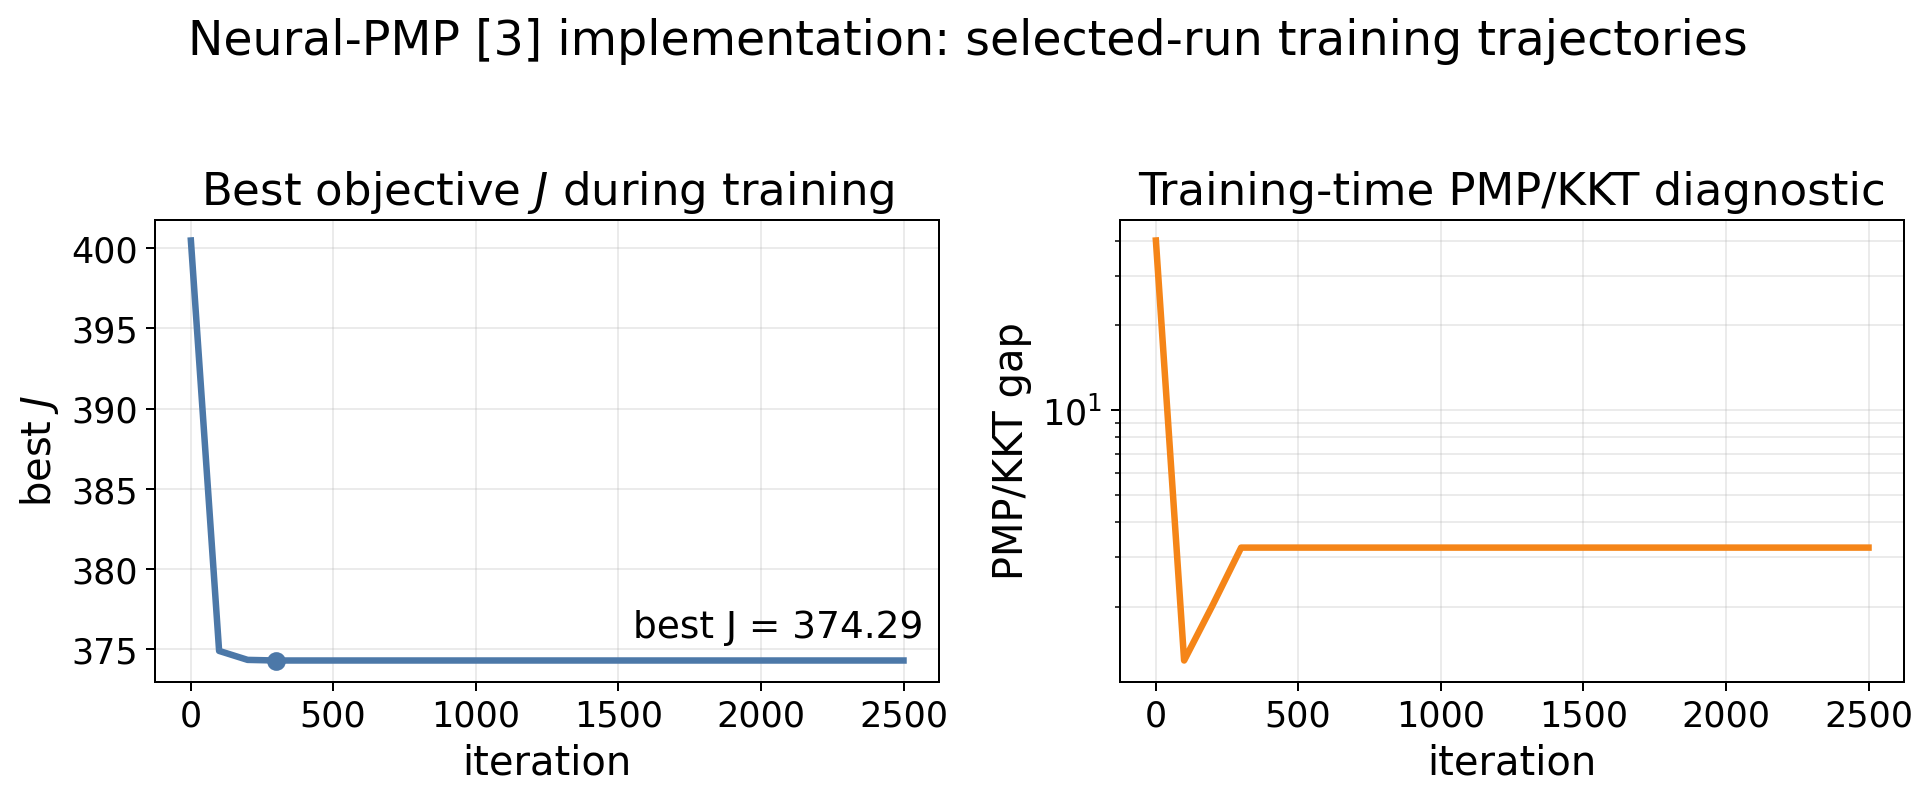 Neural-PMP [3] implementation: selected-run training trajectories
Best objective J during training
400
395
390
385
380
375
best J
best J = 374.29
0 500 1000 1500 2000 2500
iteration
Training-time PMP/KKT diagnostic
10¹
PMP/KKT gap
0 500 1000 1500 2000 2500
iteration